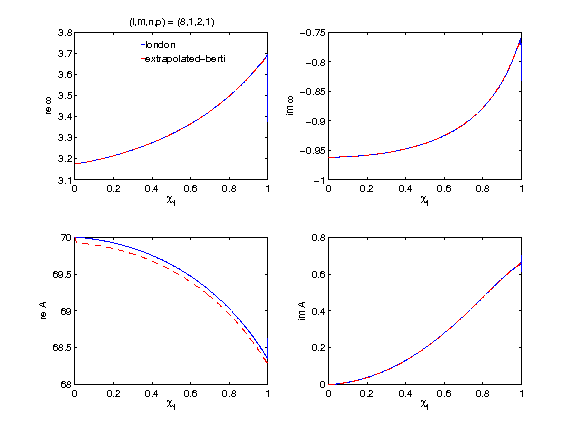 (l,m,n,p) = (8,1,2,1)
3.8
3.7
3.6
3.5
3.4
3.3
3.2
3.1
re ω
london
extrapolated-berti
0 0.2 0.4 0.6 0.8 1
χf
-0.75
-0.8
-0.85
-0.9
-0.95
-1
im ω
0 0.2 0.4 0.6 0.8 1
χf
70
69.5
69
68.5
68
re A
0 0.2 0.4 0.6 0.8 1
χf
0.8
0.6
0.4
0.2
0
im A
0 0.2 0.4 0.6 0.8 1
χf